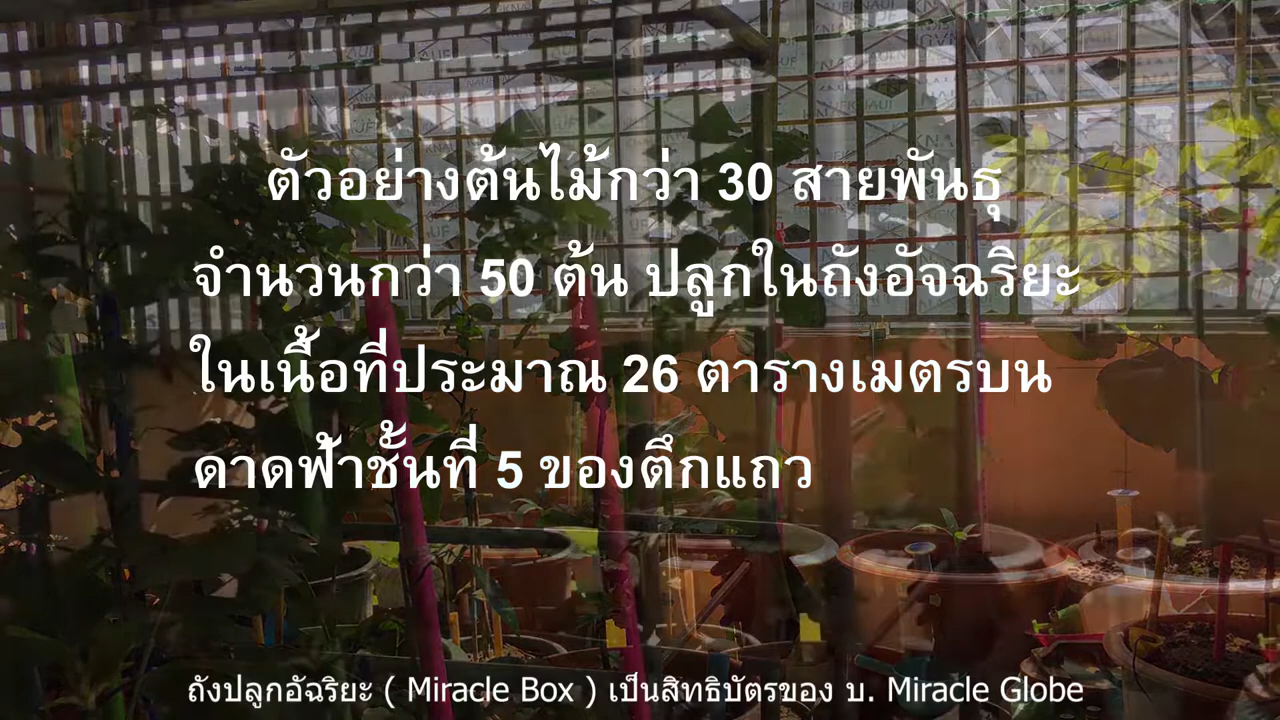 ตัวอย่างต้นไม้กว่า 30 สายพันธุ
จำนวนกว่า 50 ต้น ปลูกในถังอัจฉริยะ
ในเนื้อที่ประมาณ 26 ตารางเมตรบน
ดาดฟ้าชั้นที่ 5 ของตึกแถว
ถังปลูกอัฉริยะ ( Miracle Box ) เป็นสิทธิบัตรของ บ. Miracle Globe